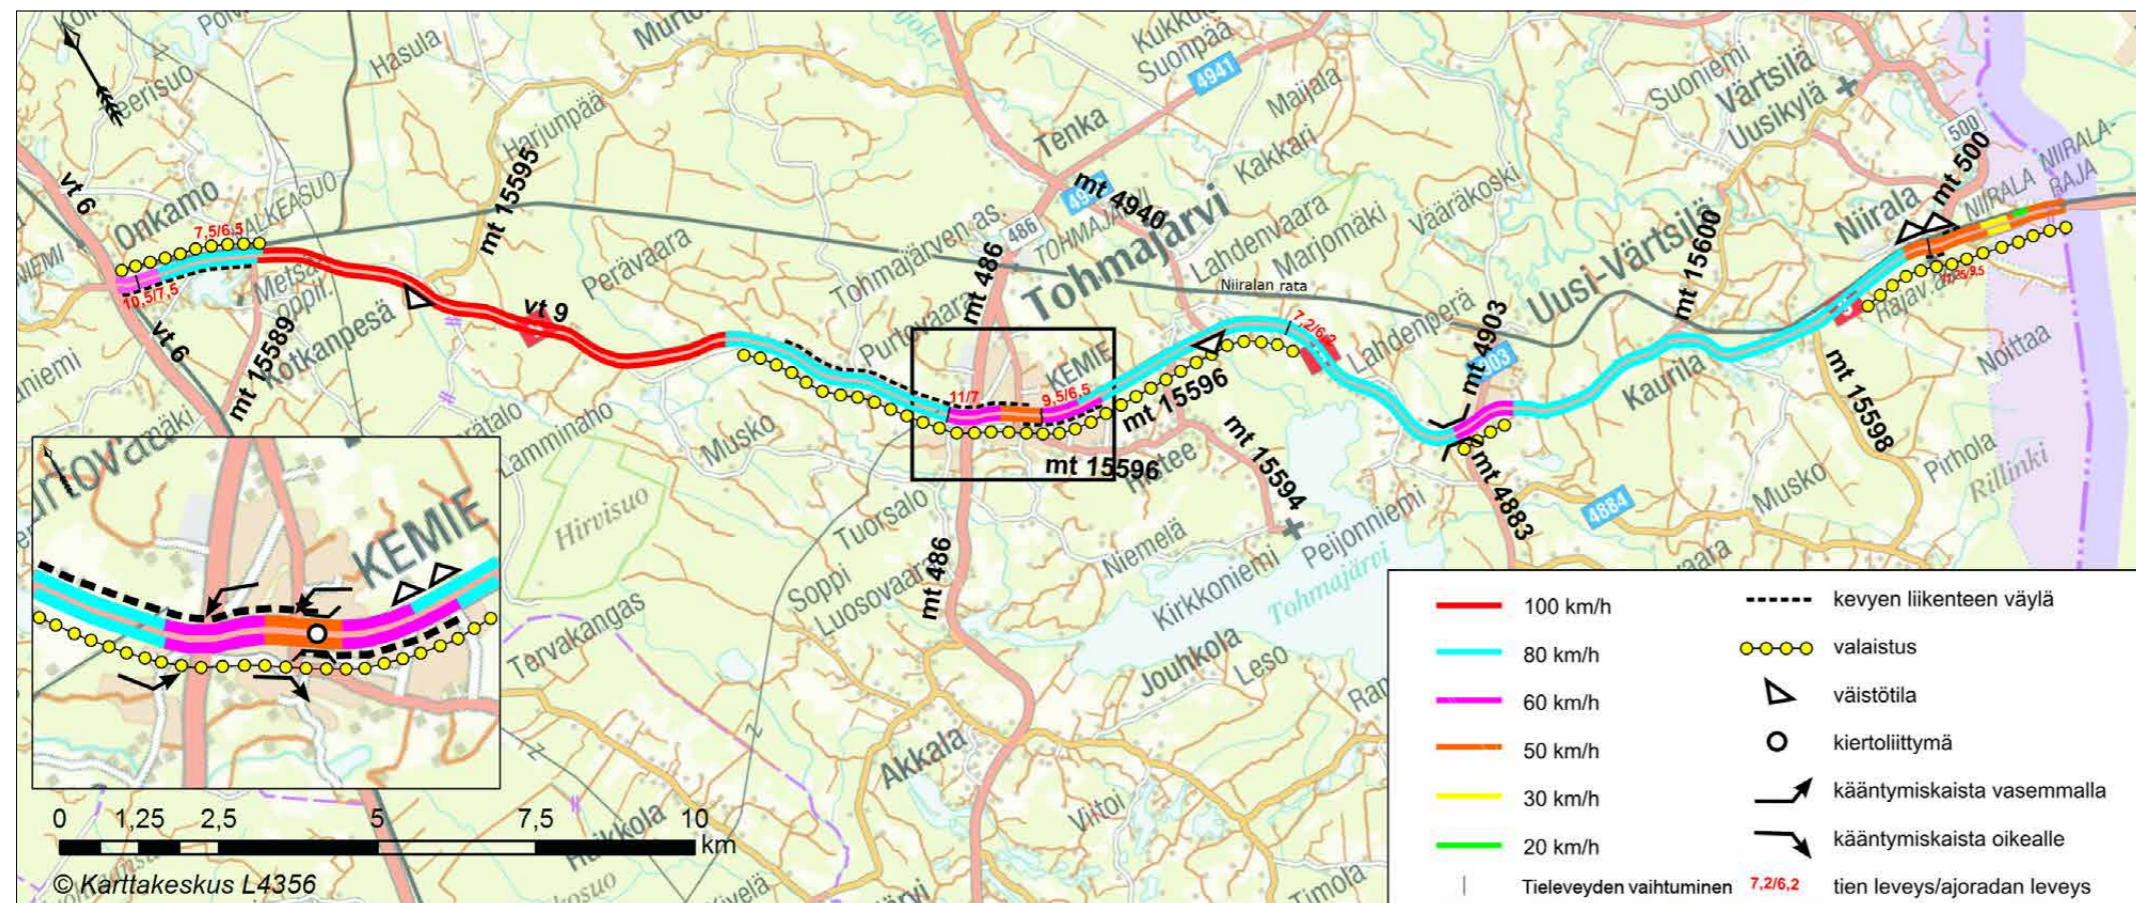 Hasula
Kukkula
Suonpää
4941
Maijala
Suoniemi
Värtsilä
Uusikylä
500
mt 500
NIIRALA-
RAJA
NIIRALA
Niirala
Harjunpää
mt 15595
Tenka
Kakkari
mt 4940
vt 6
Onkamo
VALKEASUO
7,5/6,5
10,5/7,5
NIEMI
Perävaara
Tohmajärven as.
486
mt 486
TOHMAJÄRVI
Tohmajärvi
Lahdenvaara
Marjomäki
Vääräkoski
Niiralan rata
Uusi-Värtsilä
mt 15600
vt 9
vt 6
mt 15589
Kotkanpesä
Purtovaara
KEMIE
11/7
9,5/6,5
7,2/6,2
Lahdenperä
mt 4903
Kaurila
Noittaa
mt 15598
mt 15596
mt 15596
mt 15594
mt 4883
4884
Musko
Pirhola
Rillinki
Lamminaho
Musko
Hirvisuo
Tuorsalo
Niemelä
Kirkkoniemi
Peijonniemi
Tohmajärvi
Soppi
Luosovaara
mt 486
Tervakangas
Jouhkola
Leso
Akkala
Viitoi
Timola
KEMIE
0 1,25 2,5 5 7,5 10
km
© Karttakeskus L4356
100 km/h
80 km/h
60 km/h
50 km/h
30 km/h
20 km/h
Tieleveyden vaihtuminen
kevyen liikenteen väylä
valaistus
väistötila
kiertoliittymä
kääntymiskaista vasemmalla
kääntymiskaista oikealle
7,2/6,2 tien leveys/ajoradan leveys